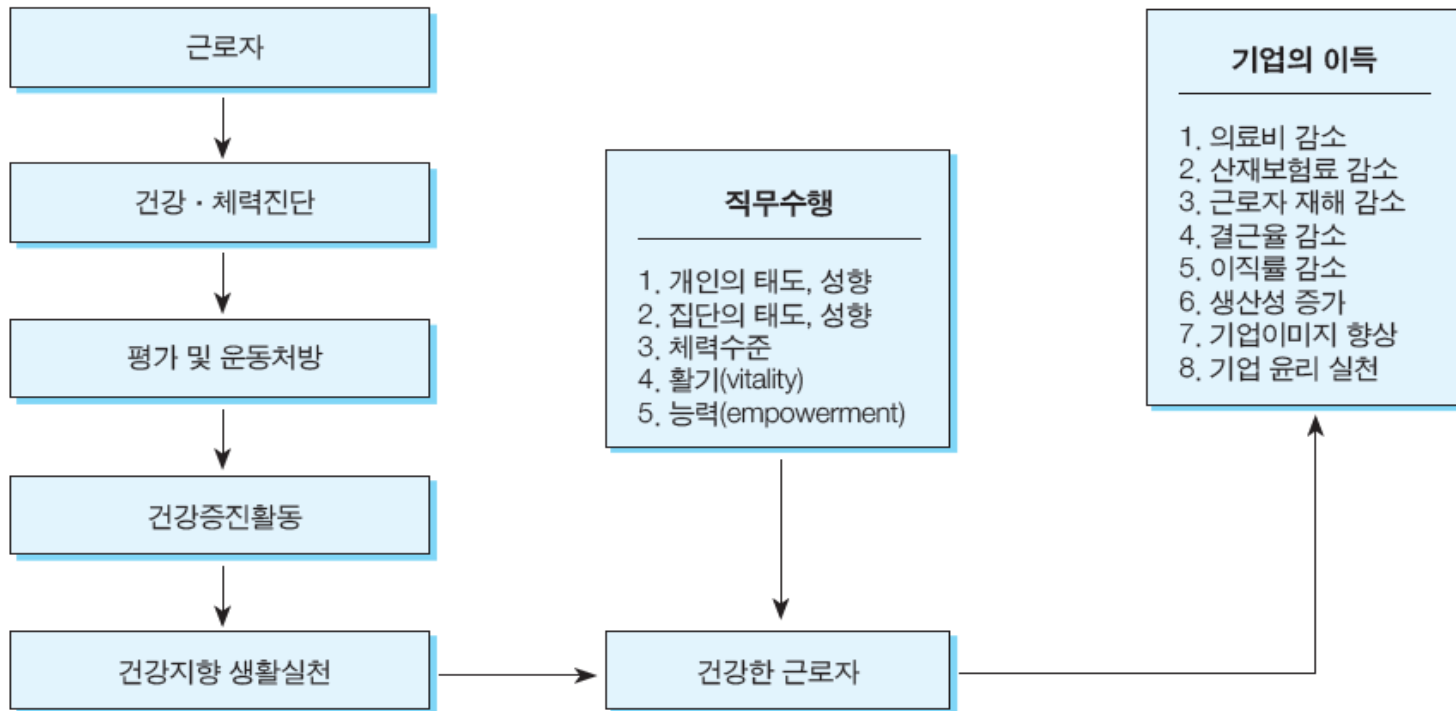 근로자
건강 · 체력진단
평가 및 운동처방
건강증진활동
건강지향 생활실천
직무수행
1. 개인의 태도, 성향
2. 집단의 태도, 성향
3. 체력수준
4. 활기(vitality)
5. 능력(empowerment)
건강한 근로자
기업의 이득
1. 의료비 감소
2. 산재보험료 감소
3. 근로자 재해 감소
4. 결근율 감소
5. 이직률 감소
6. 생산성 증가
7. 기업이미지 향상
8. 기업 윤리 실천